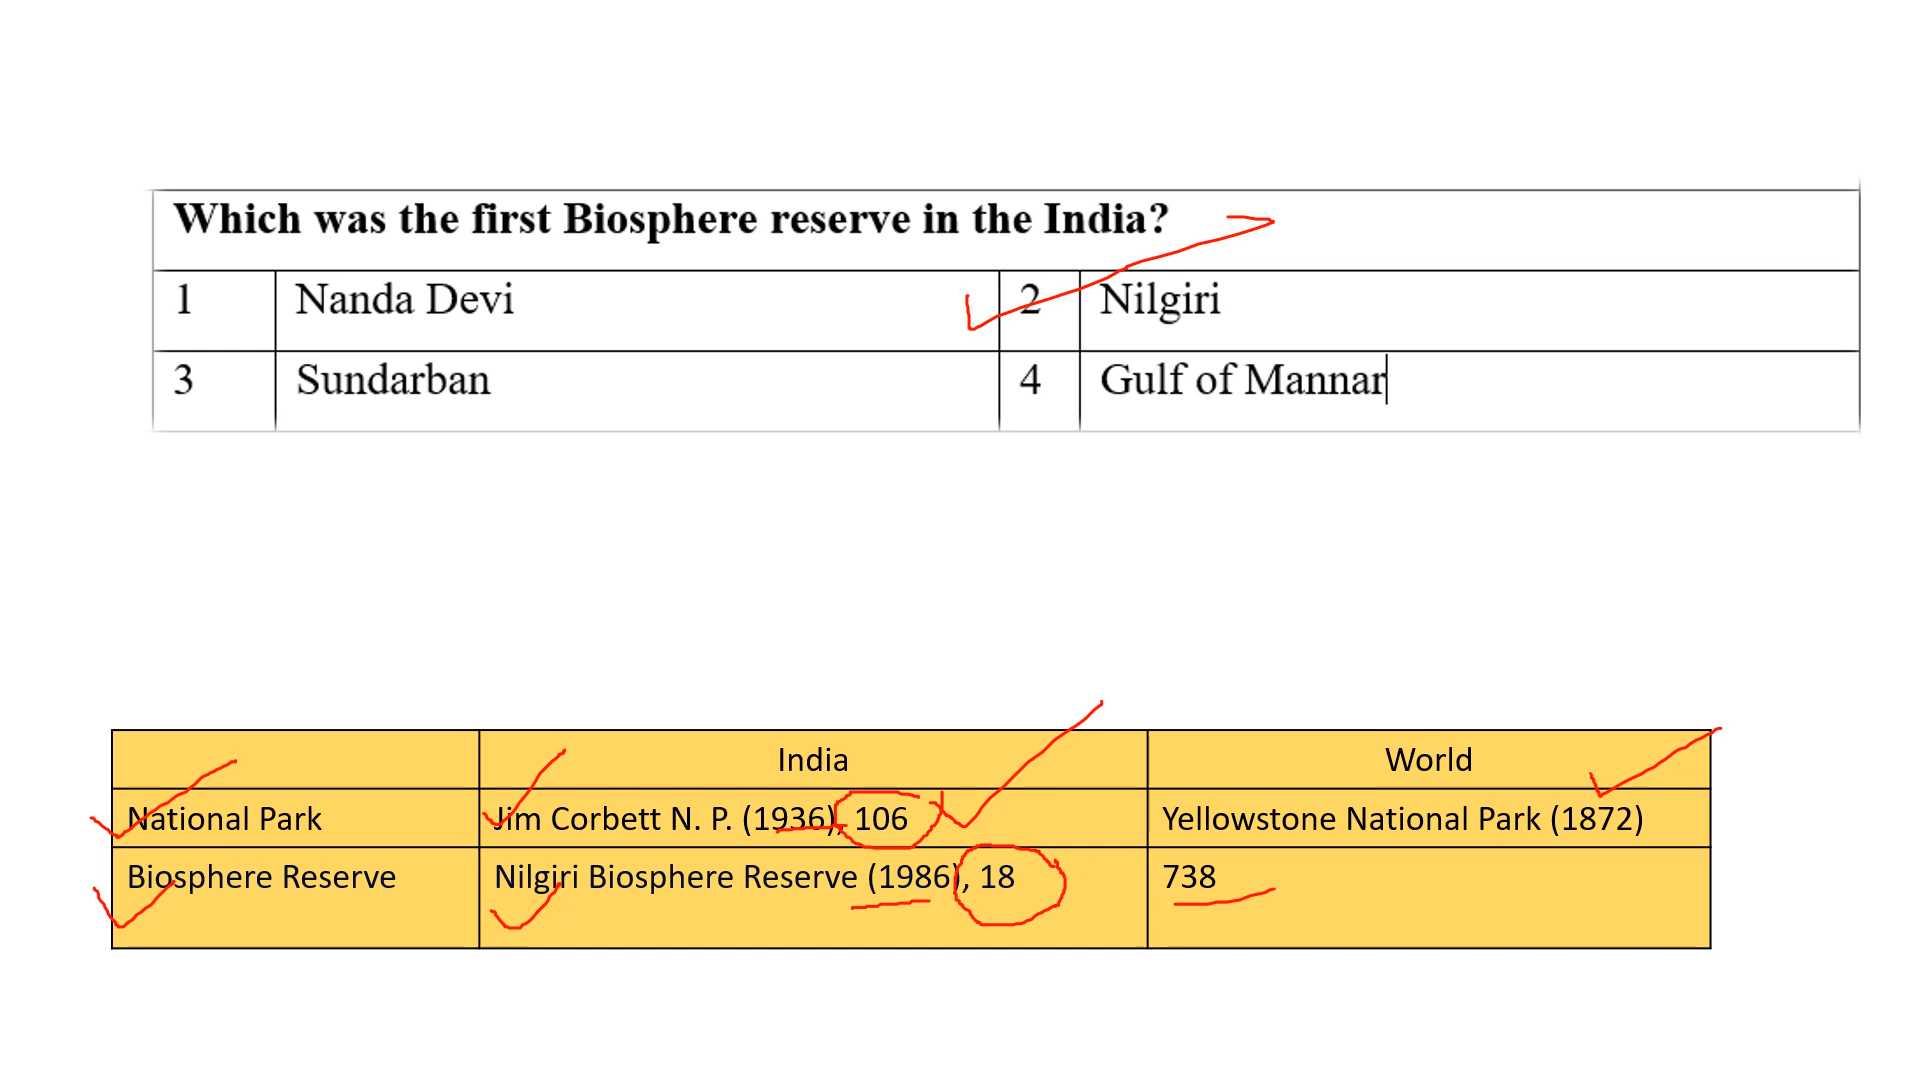 Which was the first Biosphere reserve in the India?
1 Nanda Devi 2 Nilgiri
3 Sundarban 4 Gulf of Mannar
India World
National Park Jim Corbett N. P. (1936), 106 Yellowstone National Park (1872)
Biosphere Reserve Nilgiri Biosphere Reserve (1986), 18 738